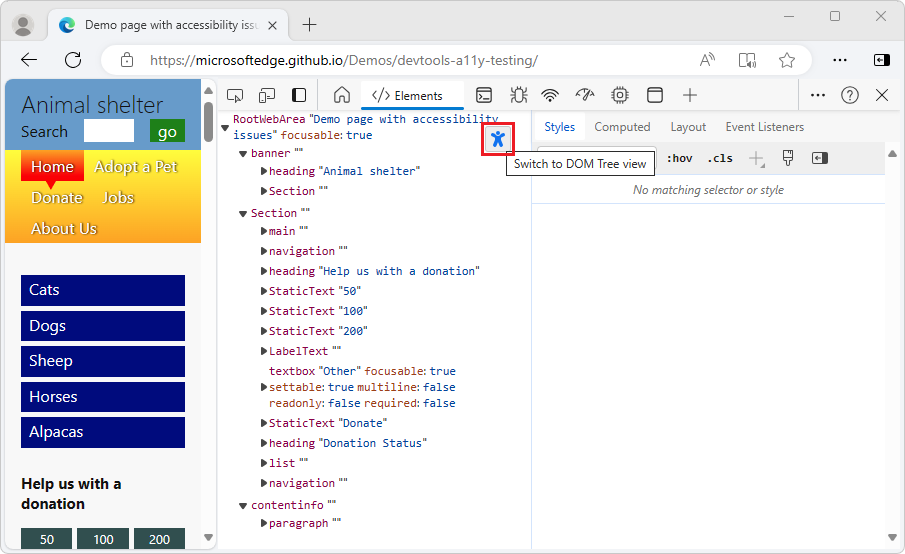 Demo page with accessibility issu
https://microsoftedge.github.io/Demos/devtools-a11y-testing/
Animal shelter
Search
go
Home
Adopt a Pet
Donate
Jobs
About Us
Cats
Dogs
Sheep
Horses
Alpacas
Help us with a
donation
50
100
200
</> Elements
RootWebArea "Demo page with accessibility
issues" focusable: true
banner ""
heading "Animal shelter"
Section ""
Section ""
main ""
navigation ""
heading "Help us with a donation"
StaticText "50"
StaticText "100"
StaticText "200"
LabelText ""
textbox "Other" focusable: true
settable: true multiline: false
readonly: false required: false
StaticText "Donate"
heading "Donation Status"
list ""
navigation ""
contentinfo ""
paragraph ""
Switch to DOM Tree view
Styles
Computed
Layout
Event Listeners
:hov
.cls
No matching selector or style